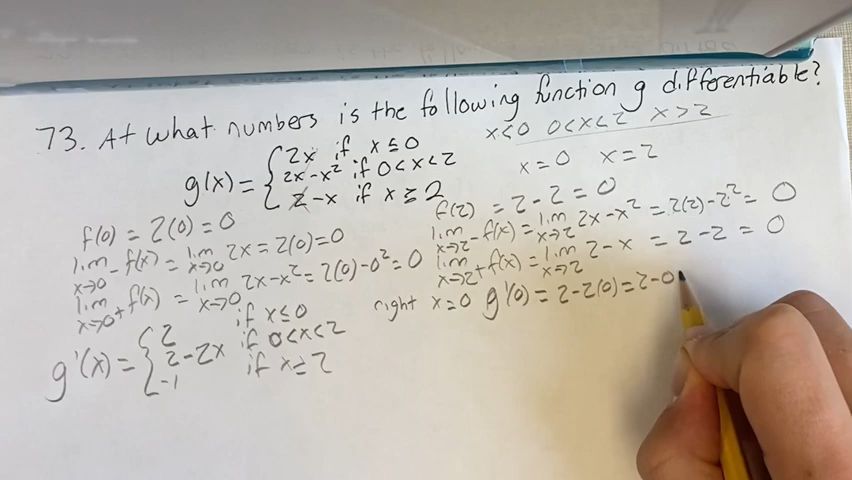 73. At what numbers is the following function g differentiable?
x<0 0<x<2 x>2
g(x) = { 2x if x ≤ 0
2x-x² if 0<x<2
2-x if x ≥ 2
x=0 x=2
f(0) = 2(0) = 0
lim x→0⁻ f(x) = lim x→0 2x = 2(0) = 0
lim x→0⁺ f(x) = lim x→0 2x-x² = 2(0)-0² = 0
f(2) = 2-2 = 0
lim x→2⁻ f(x) = lim x→2 2x-x² = 2(2)-2² = 0
lim x→2⁺ f(x) = lim x→2 2-x = 2-2 = 0
g'(x) = { 2 if x ≤ 0
2-2x if 0<x<2
-1 if x ≥ 2
right x=0 g'(0) = 2-2(0) = 2-0